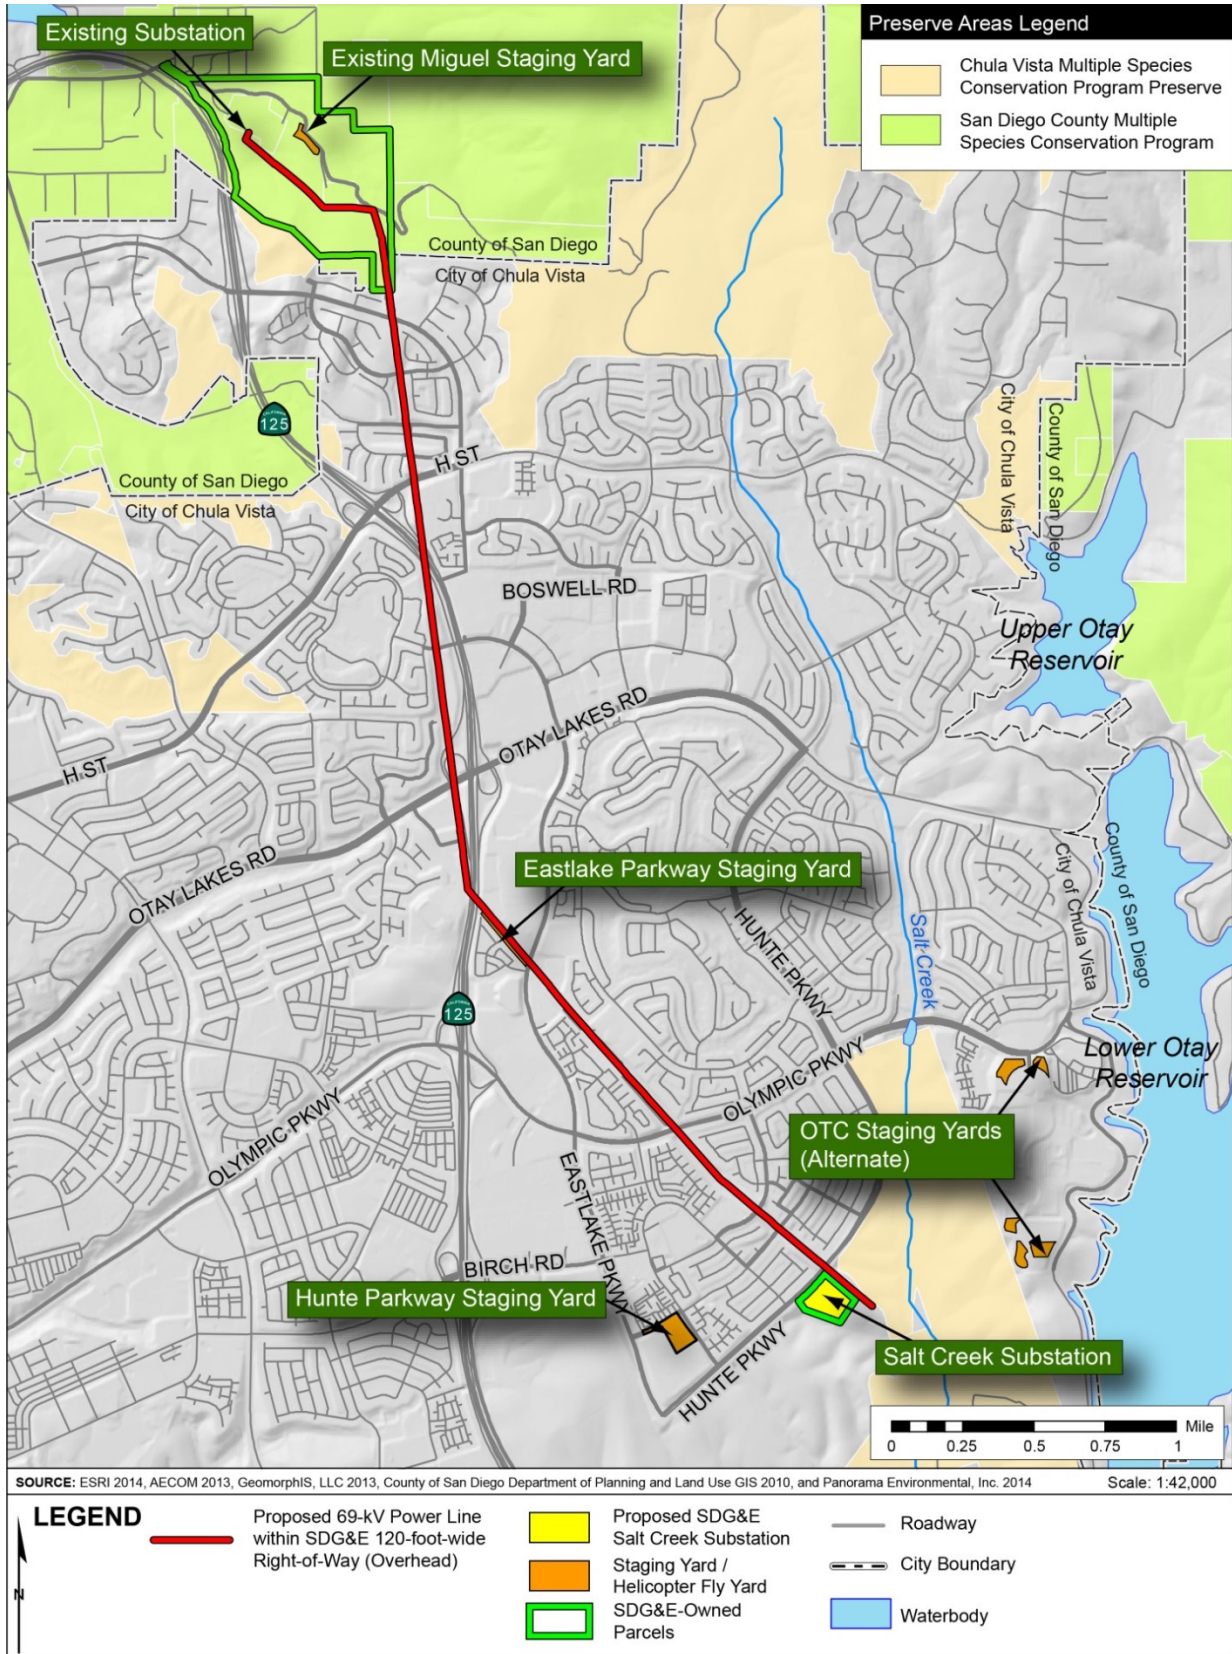 Existing Substation
Existing Miguel Staging Yard
Preserve Areas Legend
Chula Vista Multiple Species
Conservation Program Preserve
San Diego County Multiple
Species Conservation Program
County of San Diego
City of Chula Vista
CALIFORNIA
125
H ST
County of San Diego
City of Chula Vista
City of Chula Vista
County of San Diego
BOSWELL RD
Upper Otay
Reservoir
OTAY LAKES RD
H ST
OTAY LAKES RD
Eastlake Parkway Staging Yard
HUNTE PKWY
Salt Creek
City of Chula Vista
County of San Diego
CALIFORNIA
125
Lower Otay
Reservoir
OLYMPIC PKWY
OLYMPIC PKWY
OTC Staging Yards
(Alternate)
EASTLAKE PKWY
BIRCH RD
Hunte Parkway Staging Yard
HUNTE PKWY
Salt Creek Substation
Mile
0 0.25 0.5 0.75 1
SOURCE: ESRI 2014, AECOM 2013, GeomorphIS, LLC 2013, County of San Diego Department of Planning and Land Use GIS 2010, and Panorama Environmental, Inc. 2014
Scale: 1:42,000
LEGEND
N
Proposed 69-kV Power Line
within SDG&E 120-foot-wide
Right-of-Way (Overhead)
Proposed SDG&E
Salt Creek Substation
Staging Yard /
Helicopter Fly Yard
SDG&E-Owned
Parcels
Roadway
City Boundary
Waterbody